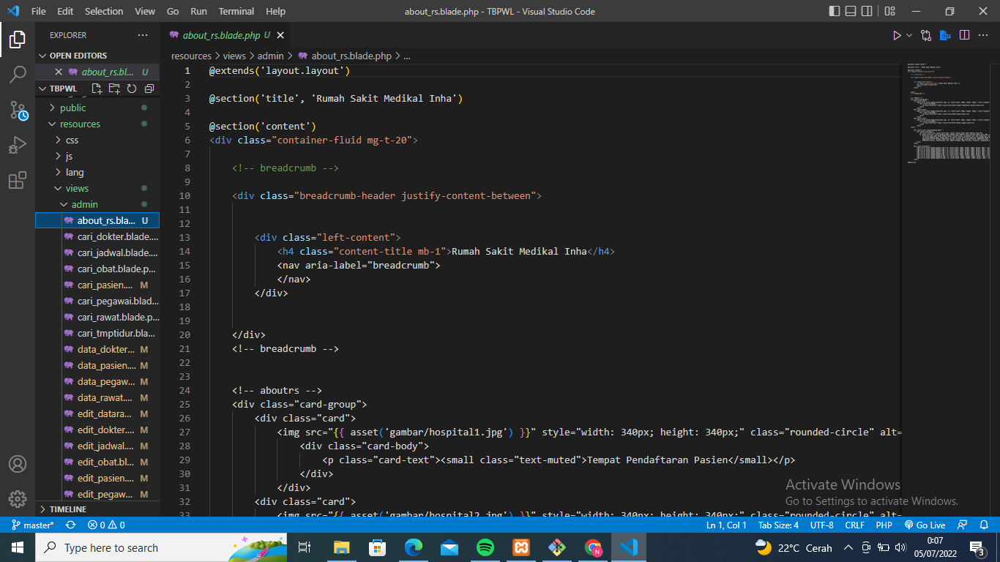 File Edit Selection View Go Run Terminal Help about_rs.blade.php - TBPWL - Visual Studio Code
EXPLORER ···
OPEN EDITORS
about_rs.bl... U
TBPWL
public
resources
css
js
lang
views
admin
about_rs.bla... U
cari_dokter.blade....
cari_jadwal.blade....
cari_obat.blade.p...
cari_pasien.... M
cari_pegawai.blad...
cari_rawat.blade.p...
cari_tmptidur.bla...
data_dokter... M
data_pasien.... M
data_pegaw... M
data_rawat.... M
edit_datara... M
edit_dokter.... M
edit_jadwal.... M
edit_obat.bl... M
edit_pasien.... M
edit_pegaw... M
TIMELINE
about_rs.blade.php U
resources > views > admin > about_rs.blade.php > ...
1 @extends('layout.layout')
2
3 @section('title', 'Rumah Sakit Medikal Inha')
4
5 @section('content')
6 <div class="container-fluid mg-t-20">
7
8 <!-- breadcrumb -->
9
10 <div class="breadcrumb-header justify-content-between">
11
12
13 <div class="left-content">
14 <h4 class="content-title mb-1">Rumah Sakit Medikal Inha</h4>
15 <nav aria-label="breadcrumb">
16 </nav>
17 </div>
18
19
20 </div>
21 <!-- breadcrumb -->
22
23
24 <!-- aboutrs -->
25 <div class="card-group">
26 <div class="card">
27 <img src="{{ asset('gambar/hospital1.jpg') }}" style="width: 340px; height: 340px;" class="rounded-circle" alt=
28 <div class="card-body">
29 <p class="card-text"><small class="text-muted">Tempat Pendaftaran Pasien</small></p>
30 </div>
31 </div>
32 <div class="card">
33 <img src="{{ asset('gambar/hospital2.jpg') }}" style="width: 340px; height: 340px;" class="rounded-circle" alt=
Activate Windows
Go to Settings to activate Windows.
master* 0 0 Ln 1, Col 1 Tab Size: 4 UTF-8 CRLF PHP Go Live
Type here to search
22°C Cerah
0:07
05/07/2022
3